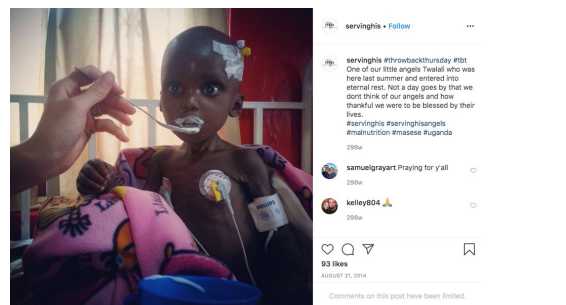 servinghis • Follow
servinghis #throwbackthursday #tbt
One of our little angels Twalali who was
here last summer and entered into
eternal rest. Not a day goes by that we
dont think of our angels and how
thankful we were to be blessed by their
lives.
#servinghis #servinghisangels
#malnutrition #masese #uganda
298w
samuelgrayart Praying for y'all
298w
kelley804 🙏
298w
93 likes
AUGUST 21, 2014
Comments on this post have been limited.
PHILIPS